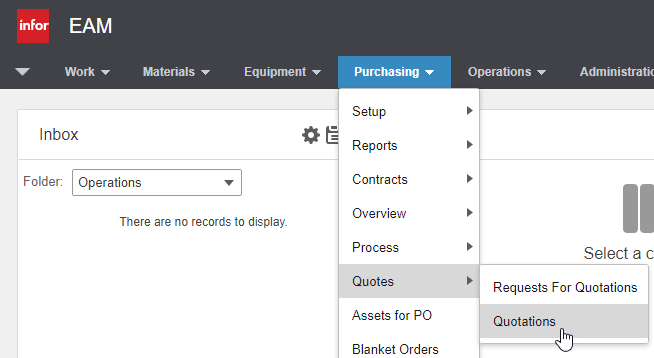 infor EAM
Work Materials Equipment Purchasing Operations Administrati
Inbox
Folder: Operations
There are no records to display.
Setup
Reports
Contracts
Overview
Process
Quotes
Assets for PO
Blanket Orders
Select a c
Requests For Quotations
Quotations